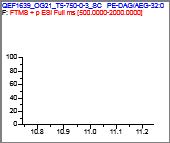 QEF1639_OG21_T5-750-0-3_SC PE-DAG/AEG-32:0
F: FTMS + p ESI Full ms [500.0000-2000.0000]
100
80
60
40
20
0
10.8 10.9 11.0 11.1 11.2